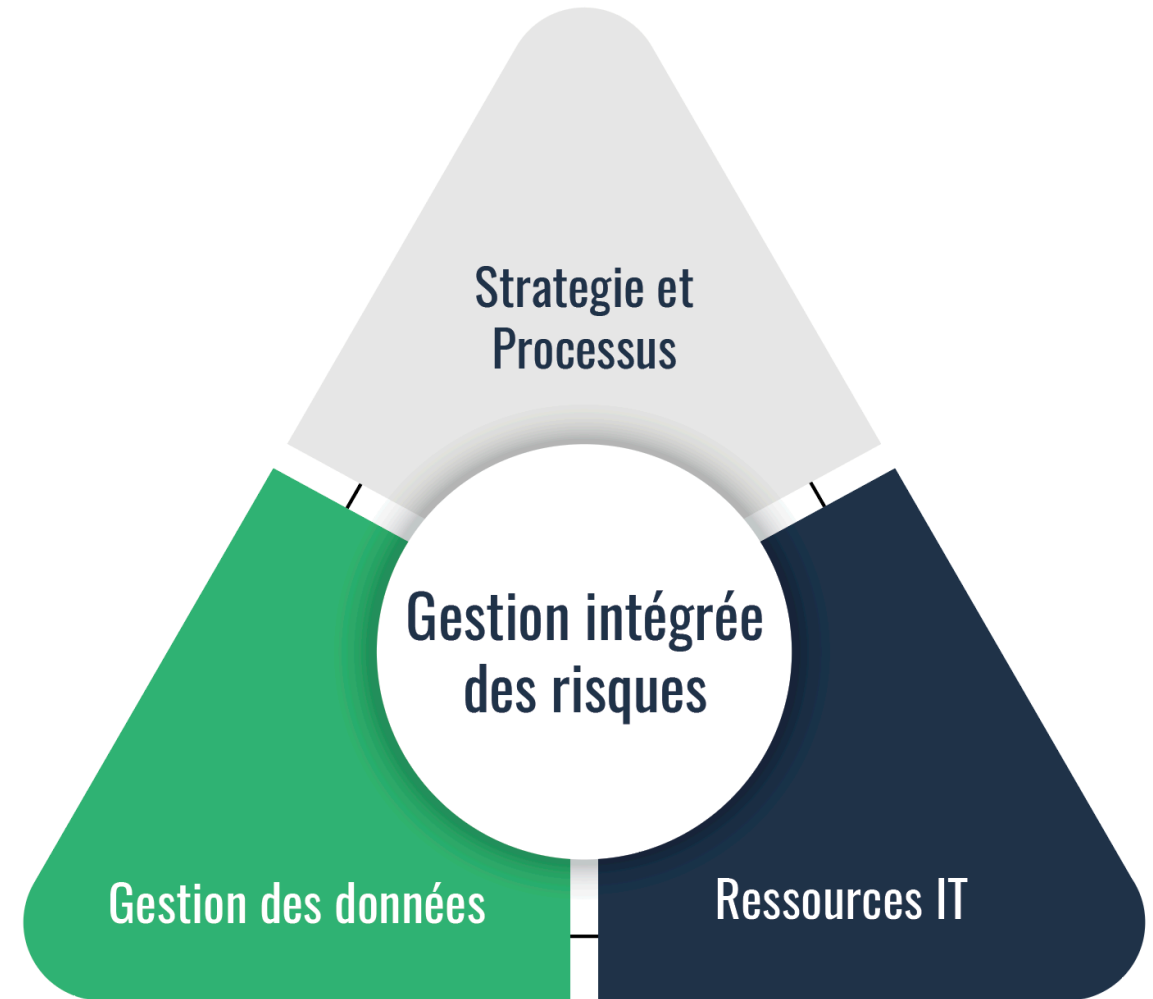 Strategie et
Processus
Gestion intégrée
des risques
Gestion des données
Ressources IT